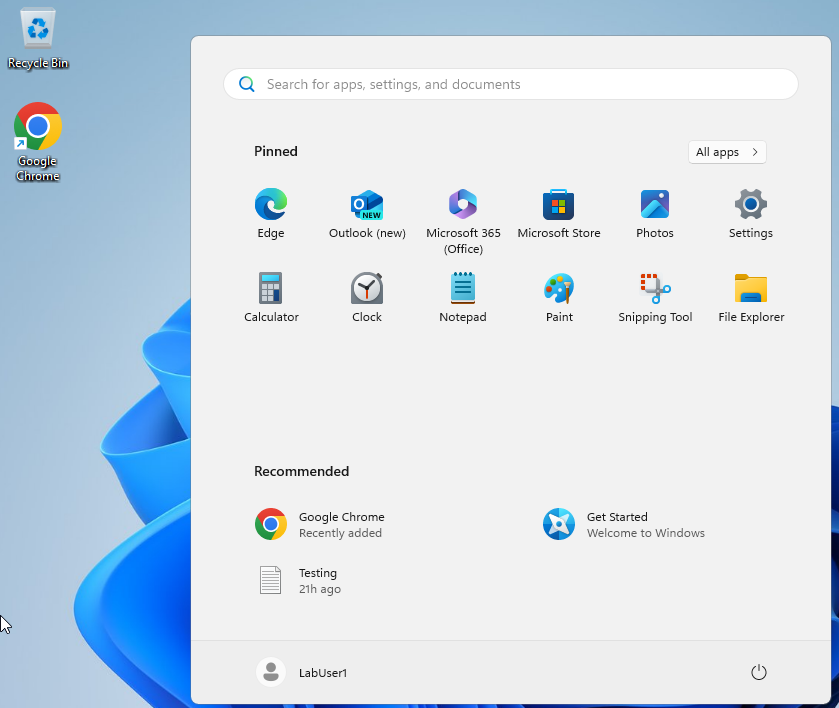 Recycle Bin
Google
Chrome
Search for apps, settings, and documents
Pinned
All apps
Edge
NEW
Outlook (new)
Microsoft 365
(Office)
Microsoft Store
Photos
Settings
Calculator
Clock
Notepad
Paint
Snipping Tool
File Explorer
Recommended
Google Chrome
Recently added
Get Started
Welcome to Windows
Testing
21h ago
LabUser1